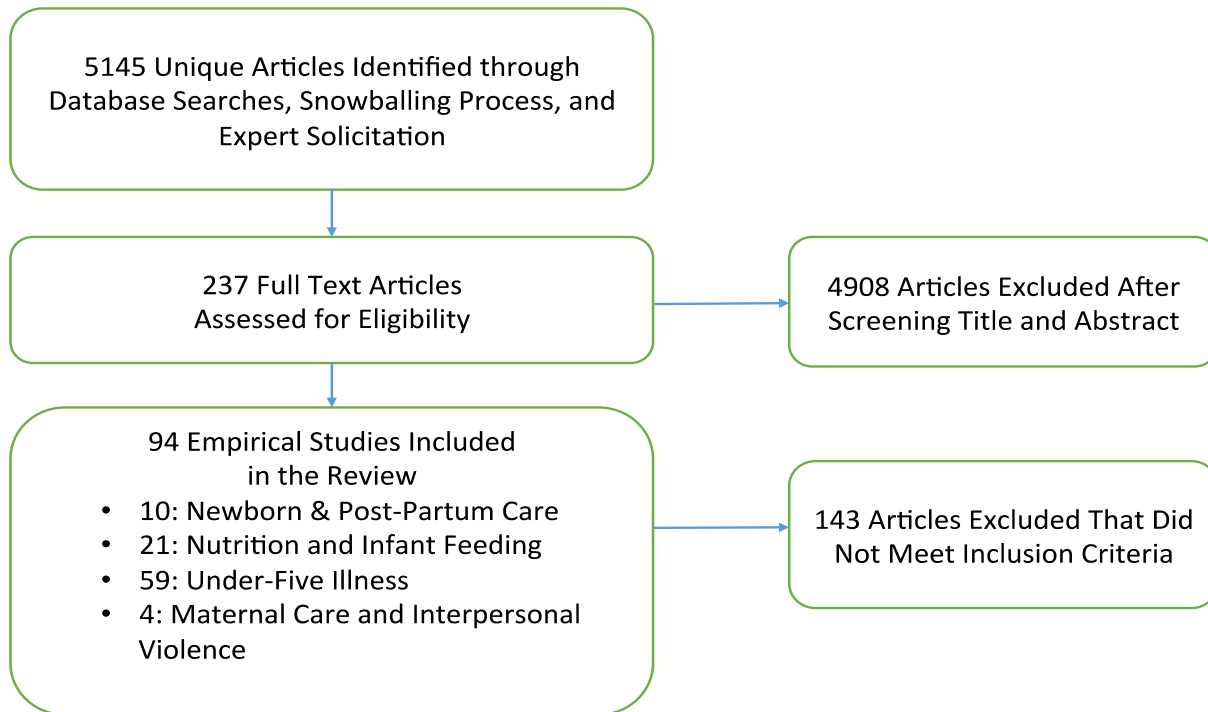 5145 Unique Articles Identified through
Database Searches, Snowballing Process, and
Expert Solicitation
237 Full Text Articles
Assessed for Eligibility
4908 Articles Excluded After
Screening Title and Abstract
94 Empirical Studies Included
in the Review
• 10: Newborn & Post-Partum Care
• 21: Nutrition and Infant Feeding
• 59: Under-Five Illness
• 4: Maternal Care and Interpersonal
Violence
143 Articles Excluded That Did
Not Meet Inclusion Criteria